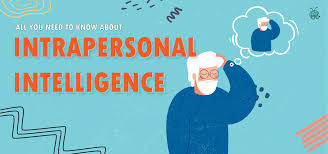 ALL YOU NEED TO KNOW ABOUT
INTRAPERSONAL
INTELLIGENCE